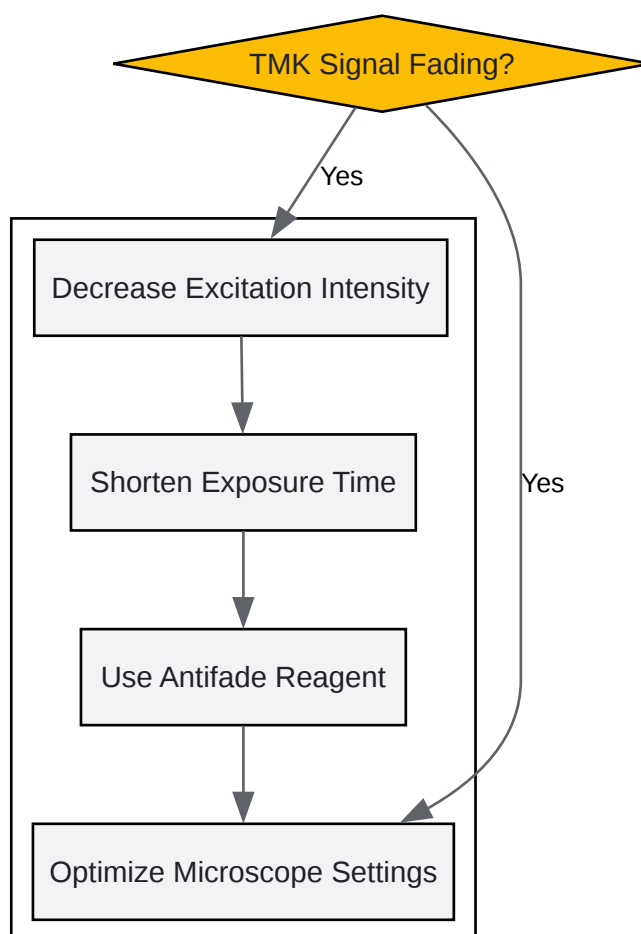 TMK Signal Fading?
Yes
Decrease Excitation Intensity
Shorten Exposure Time
Yes
Use Antifade Reagent
Optimize Microscope Settings